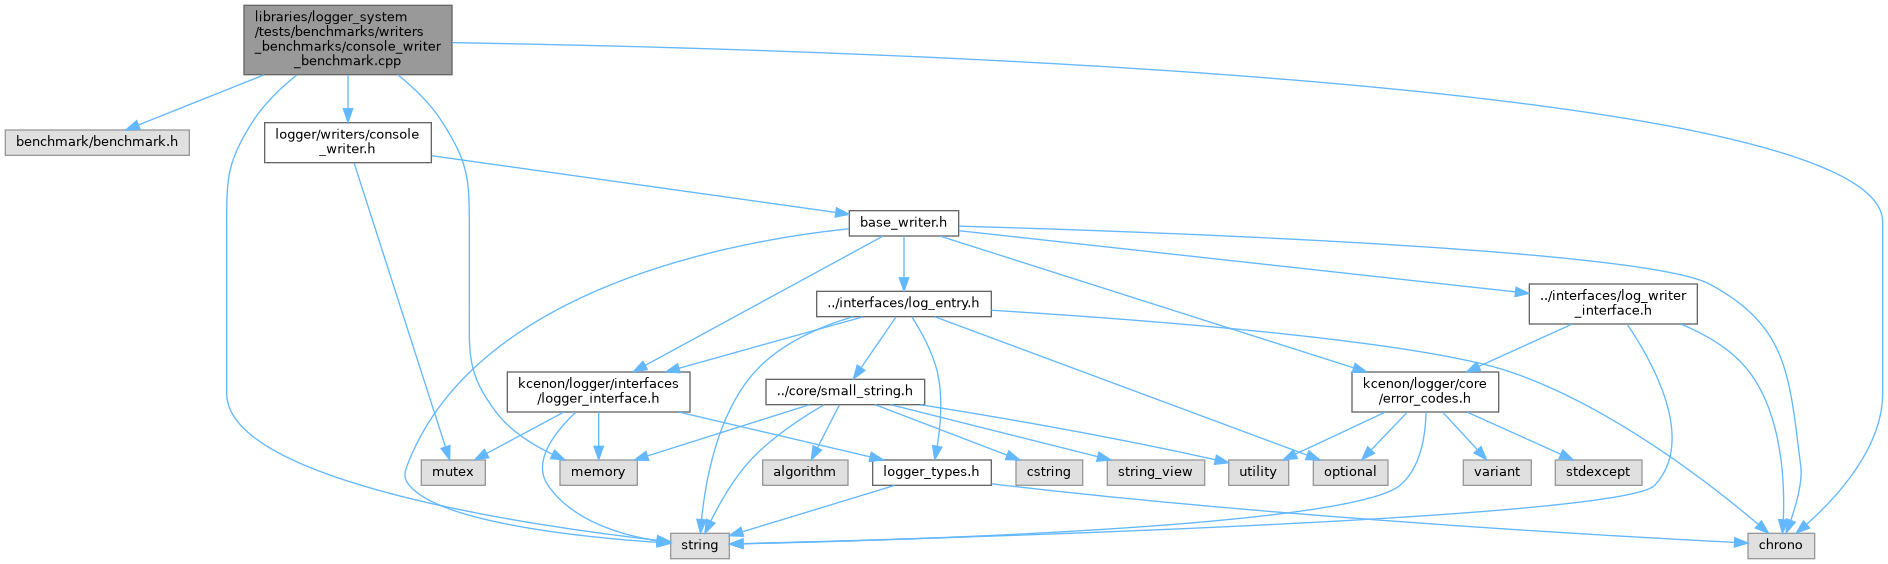 libraries/logger_system
/tests/benchmarks/writers
_benchmarks/console_writer
_benchmark.cpp
benchmark/benchmark.h
logger/writers/console
_writer.h
base_writer.h
../interfaces/log_entry.h
../interfaces/log_writer
_interface.h
kcenon/logger/interfaces
/logger_interface.h
../core/small_string.h
kcenon/logger/core
/error_codes.h
mutex
memory
algorithm
logger_types.h
cstring
string_view
utility
optional
variant
stdexcept
string
chrono